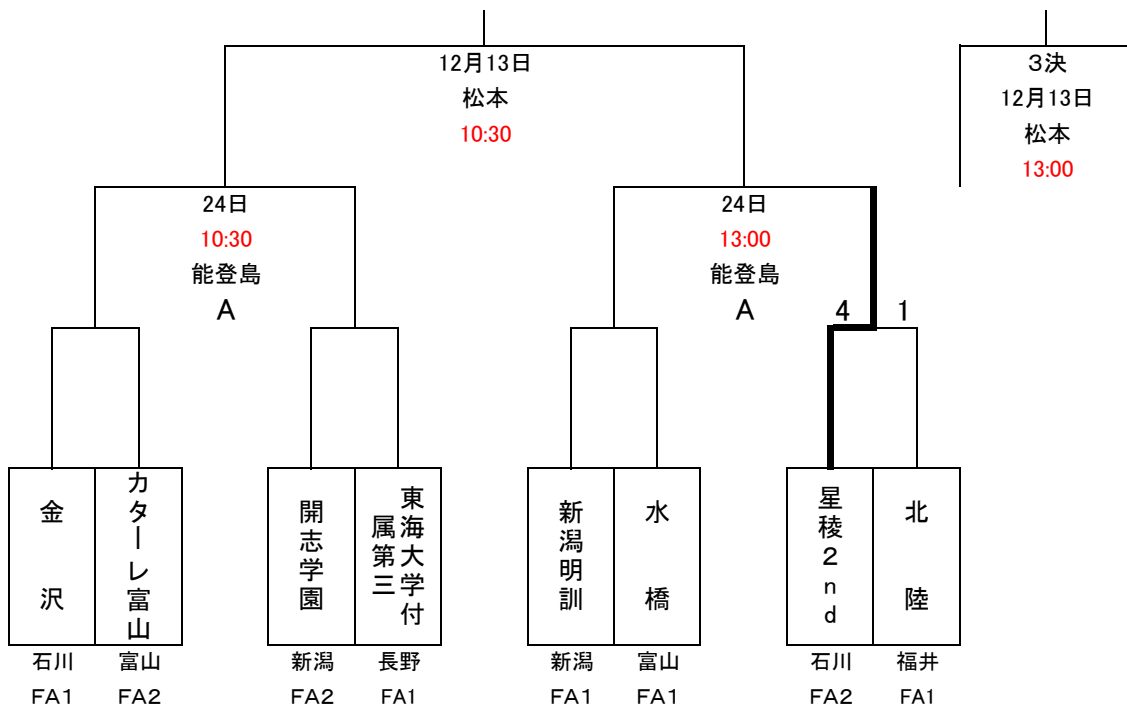 12月13日
松本
10:30
3決
12月13日
松本
13:00
24日
10:30
能登島
A
24日
13:00
能登島
A
4 1
金沢
カターレ富山
開志学園
東海大学付
属第三
新潟明訓
水橋
星稜2nd
北陸
石川 富山 新潟 長野 新潟 富山 石川 福井
FA1 FA2 FA2 FA1 FA1 FA1 FA2 FA1